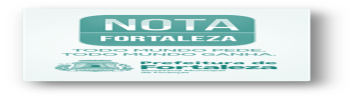 NOTA
FORTALEZA
TODO MUNDO PEDE.
TODO MUNDO GANHA.
Prefeitura de
Fortaleza